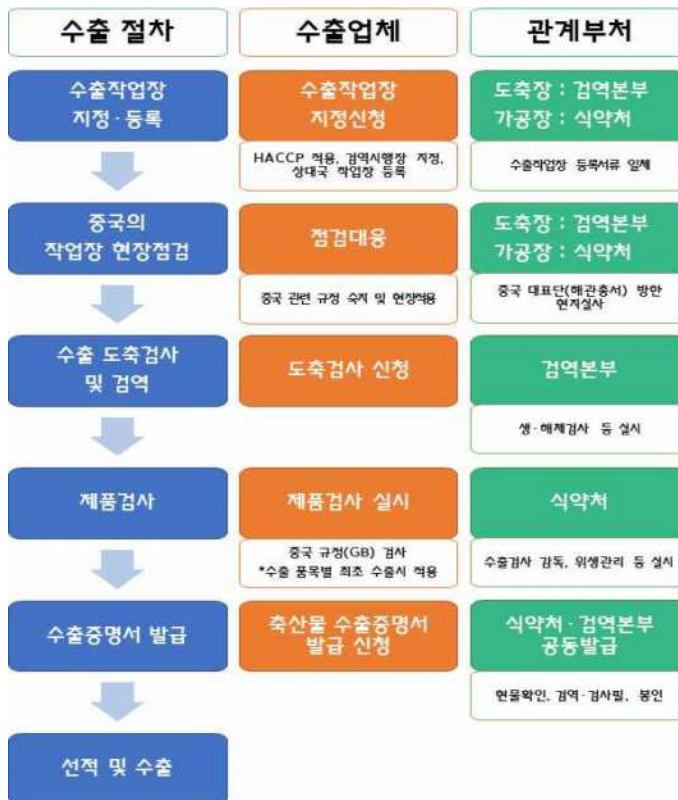 수출 절차
수출업체
관계부처
수출작업장
지정·등록
수출작업장
지정신청
HACCP 적용, 검역시행장 지정,
상대국 작업장 등록
도축장 : 검역본부
가공장 : 식약처
수출작업장 등록서류 일체
중국의
작업장 현장점검
점검대응
중국 관련 규정 숙지 및 현장적용
도축장 : 검역본부
가공장 : 식약처
중국 대표단(해관총서) 방한
현지실사
수출 도축검사
및 검역
도축검사 신청
검역본부
생·해체검사 등 실시
제품검사
제품검사 실시
중국 규정(GB) 검사
*수출 품목별 최초 수출시 적용
식약처
수출검사 감독, 위생관리 등 실시
수출증명서 발급
축산물 수출증명서
발급 신청
식약처·검역본부
공동발급
현물확인, 검역·검사필, 봉인
선적 및 수출